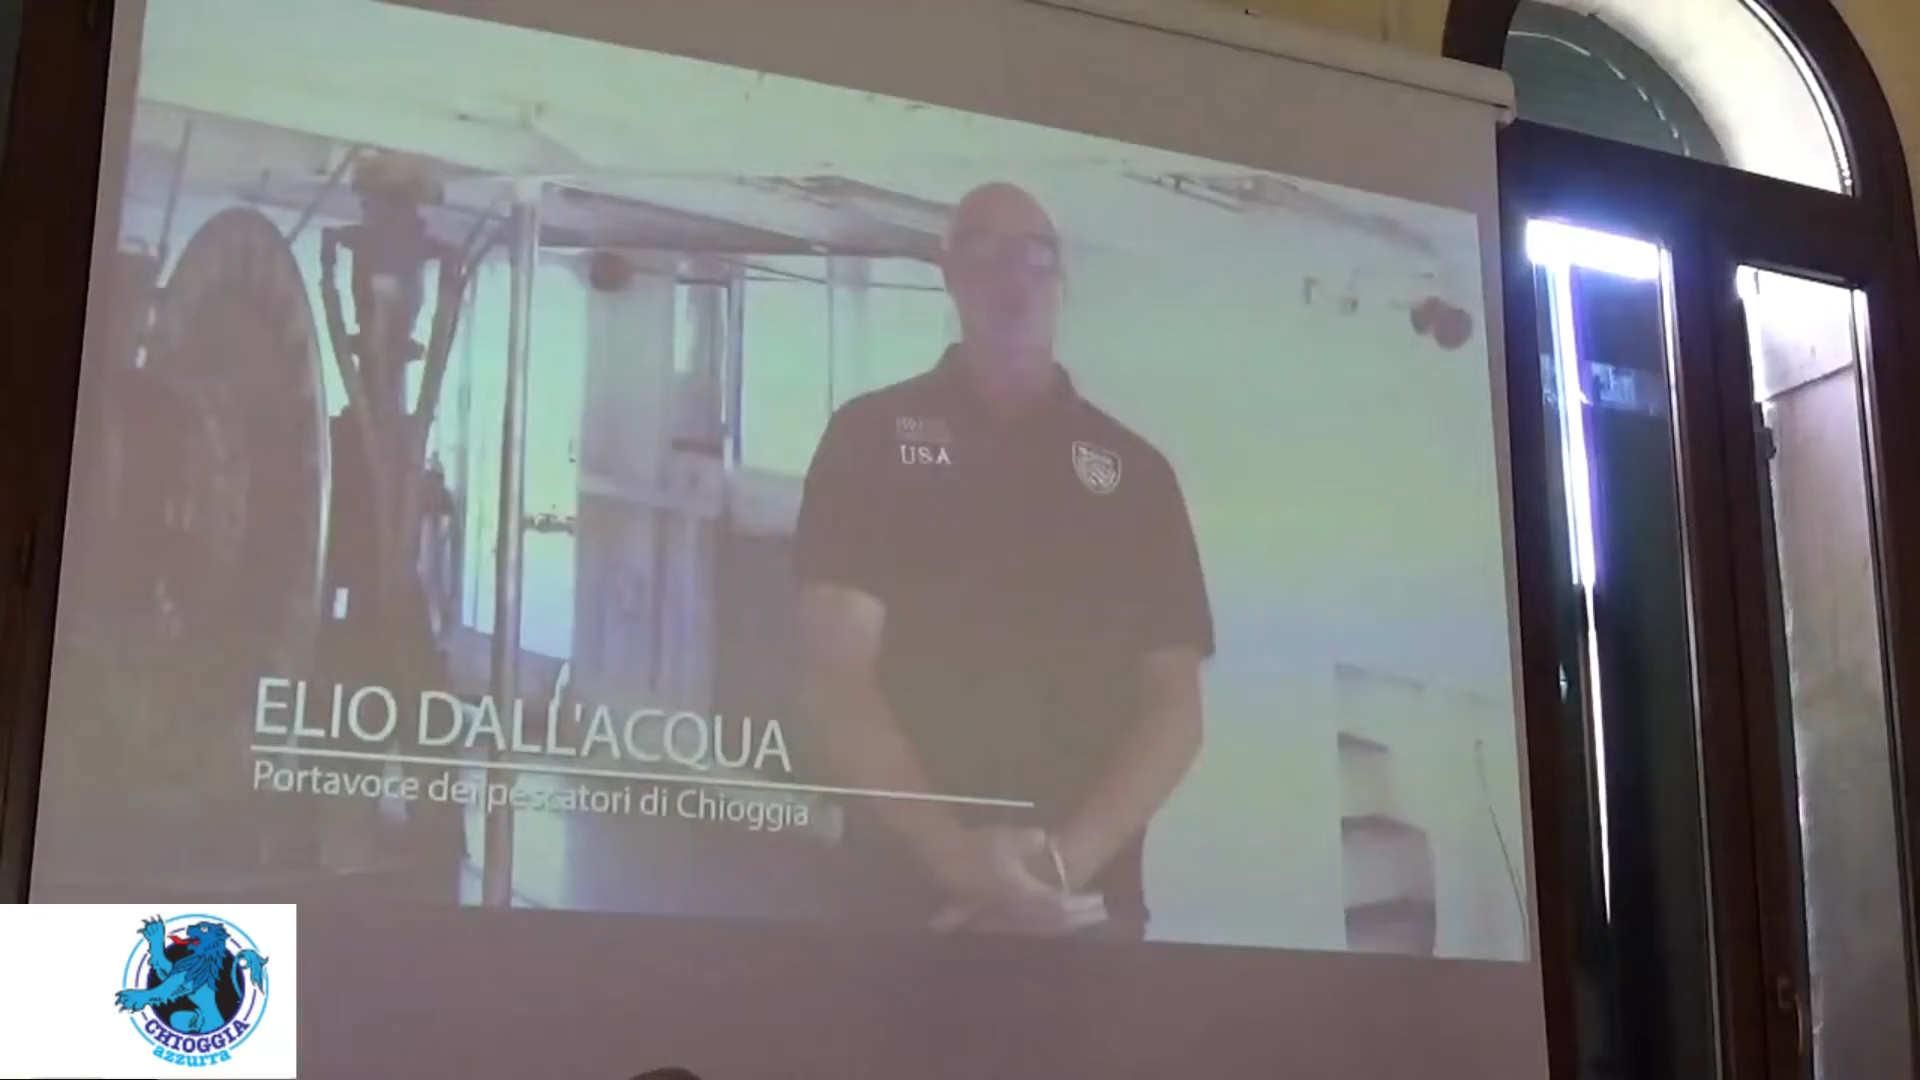 USA
ELIO DALL'ACQUA
Portavoce dei pescatori di Chioggia
CHIOGGIA
azzurra